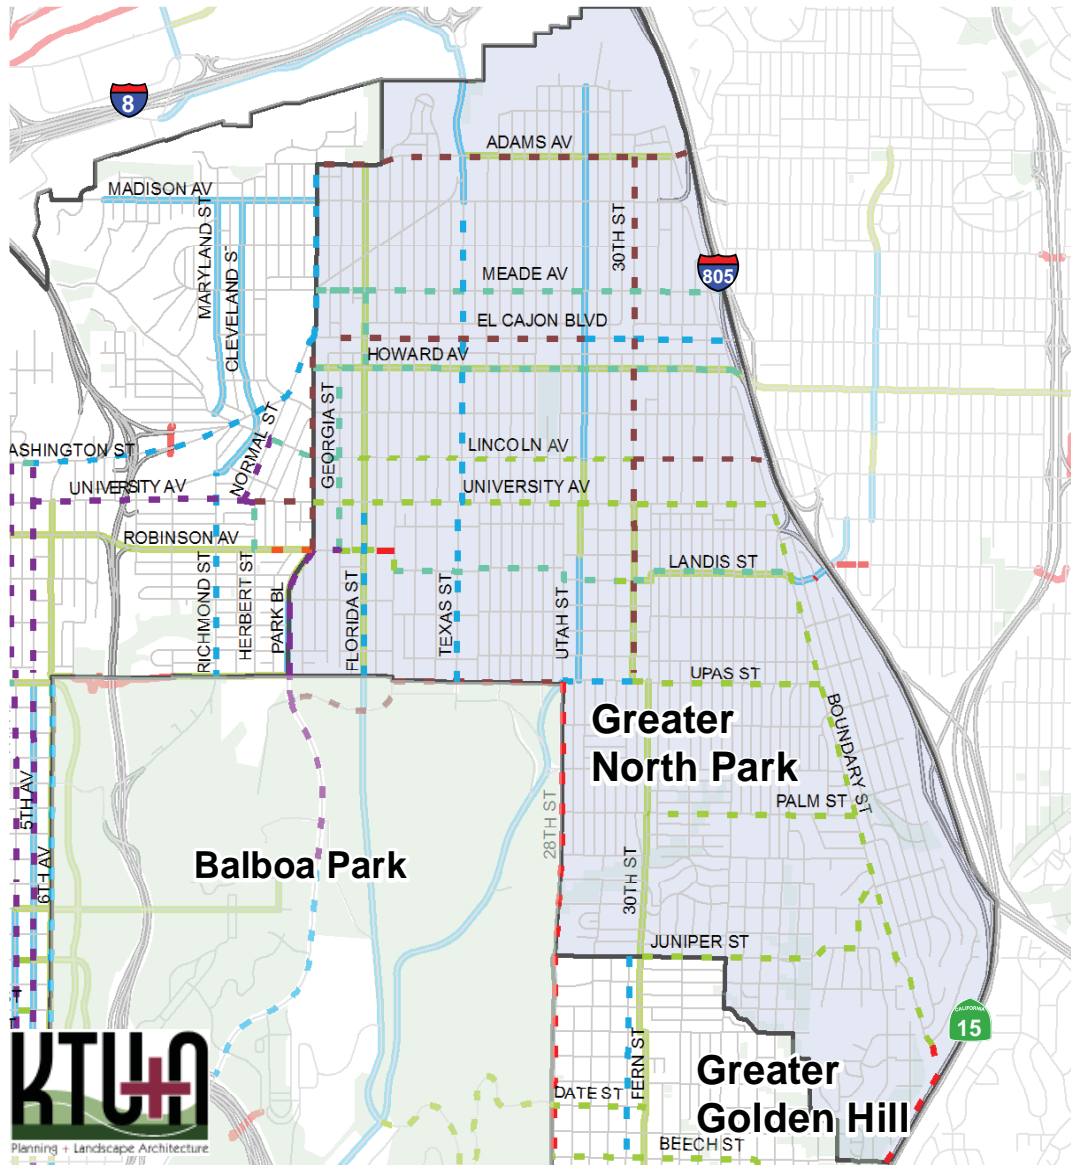 8
ADAMS AV
MADISON AV
MARYLAND ST
CLEVELAND S
30TH ST
805
MEADE AV
EL CAJON BLVD
HOWARD AV
GEORGIA ST
NORMAL ST
ASHINGTON ST
LINCOLN AV
UNIVERSITY AV
UNIVERSITY AV
ROBINSON AV
RICHMOND ST
HERBERT ST
PARK BL
FLORIDA ST
TEXAS ST
UTAH ST
LANDIS ST
UPAS ST
Greater
North Park
BOUNDARY ST
PALM ST
5TH AV
6TH AV
28TH ST
30TH ST
Balboa Park
JUNIPER ST
CALIFORNIA
15
FERN ST
Greater
Golden Hill
DATE ST
BEECH ST
KTU+A
Planning + Landscape Architecture